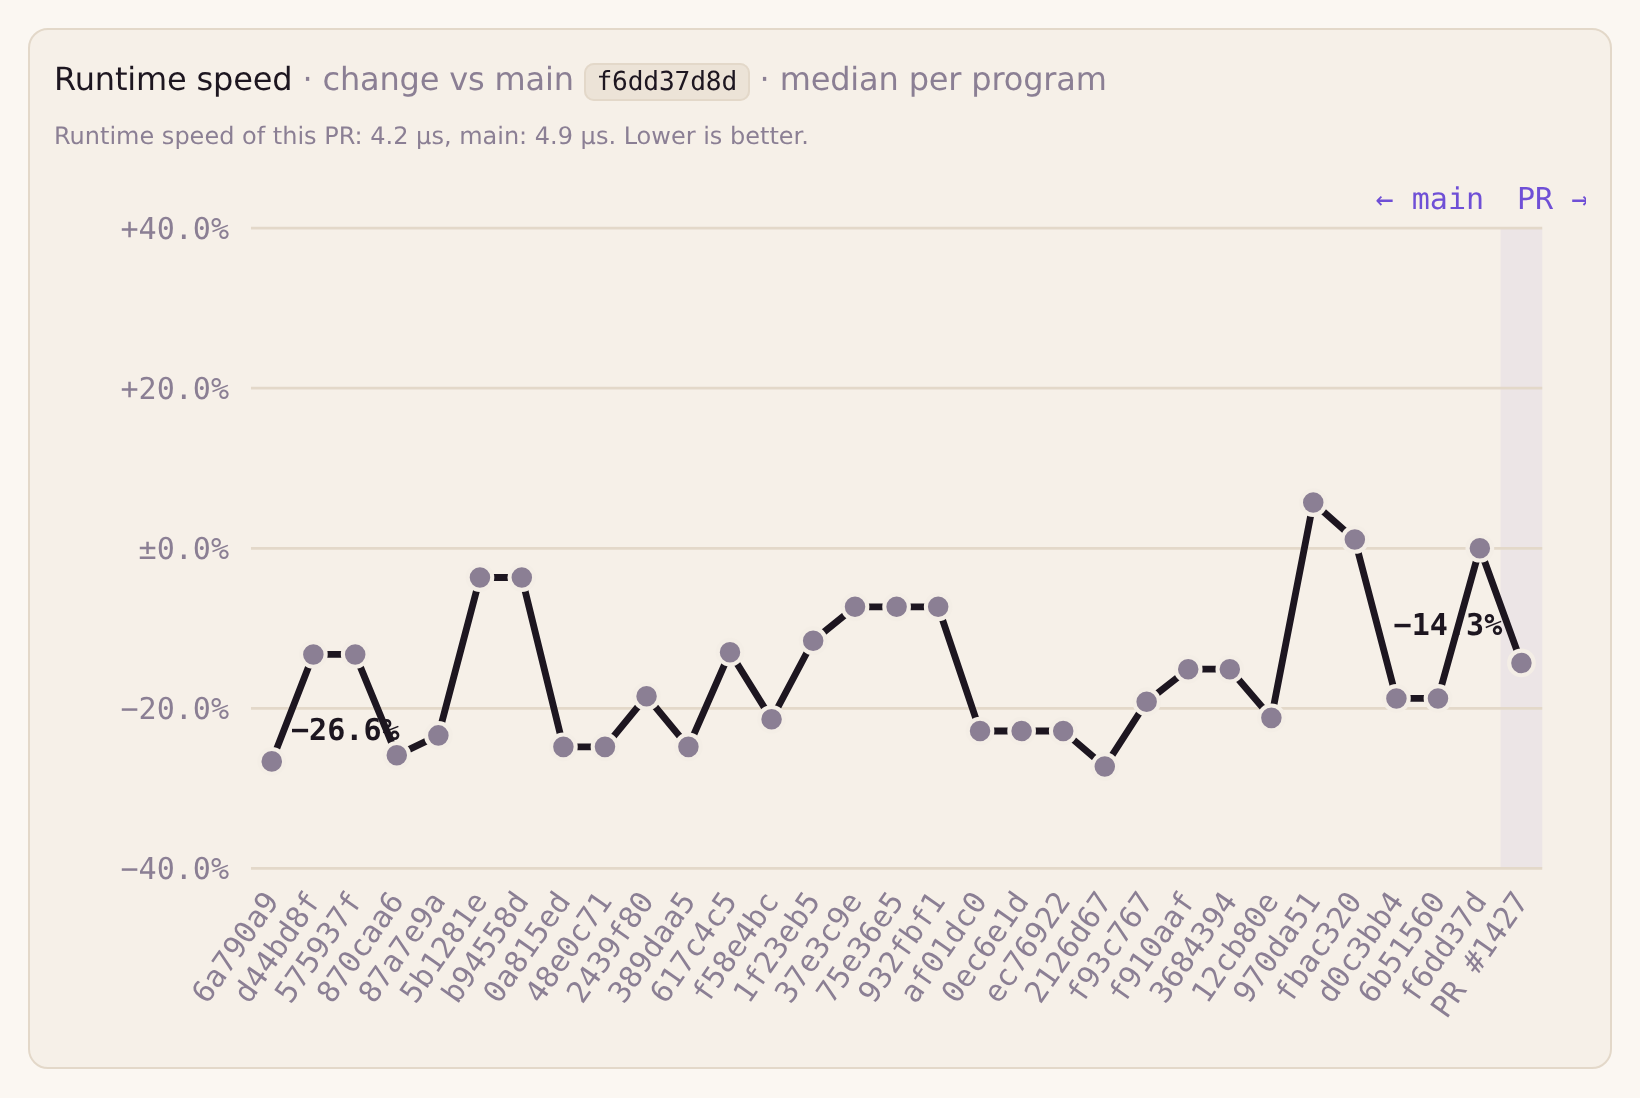 Runtime speed · change vs main f6dd37d8d · median per program
Runtime speed of this PR: 4.2 µs, main: 4.9 µs. Lower is better.
← main PR →
+40.0%
+20.0%
±0.0%
−20.0%
−40.0%
−26.6%
−14.3%
6a790a9
d44bd8f
575937f
870caa6
87a7e9a
5b1281e
b94558d
0a815ed
48e0c71
2439f80
389daa5
617c4c5
f58e4bc
1f23eb5
37e3c9e
75e36e5
932fbf1
af01dc0
0ec6e1d
ec76922
2126d67
f93c767
f910aaf
3684394
12cb80e
970da51
fbac320
d0c3bb4
6b51560
f6dd37d
PR #1427